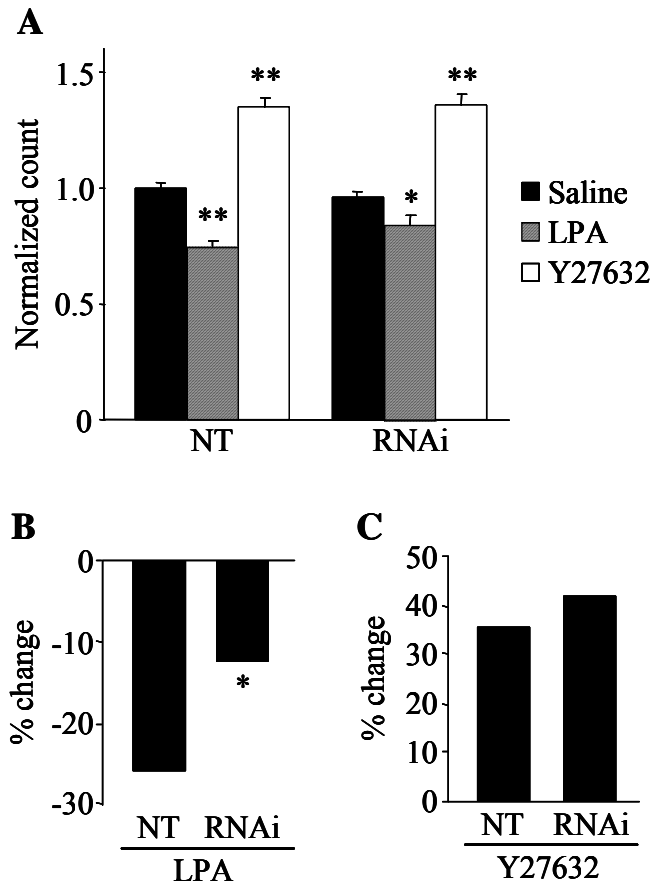 A
1.5
1.0
0.5
0
Normalized count
**
**
*
**
NT
RNAi
Saline
LPA
Y27632
B
0
-10
-20
-30
% change
*
NT RNAi
LPA
C
50
40
30
20
10
0
% change
NT RNAi
Y27632